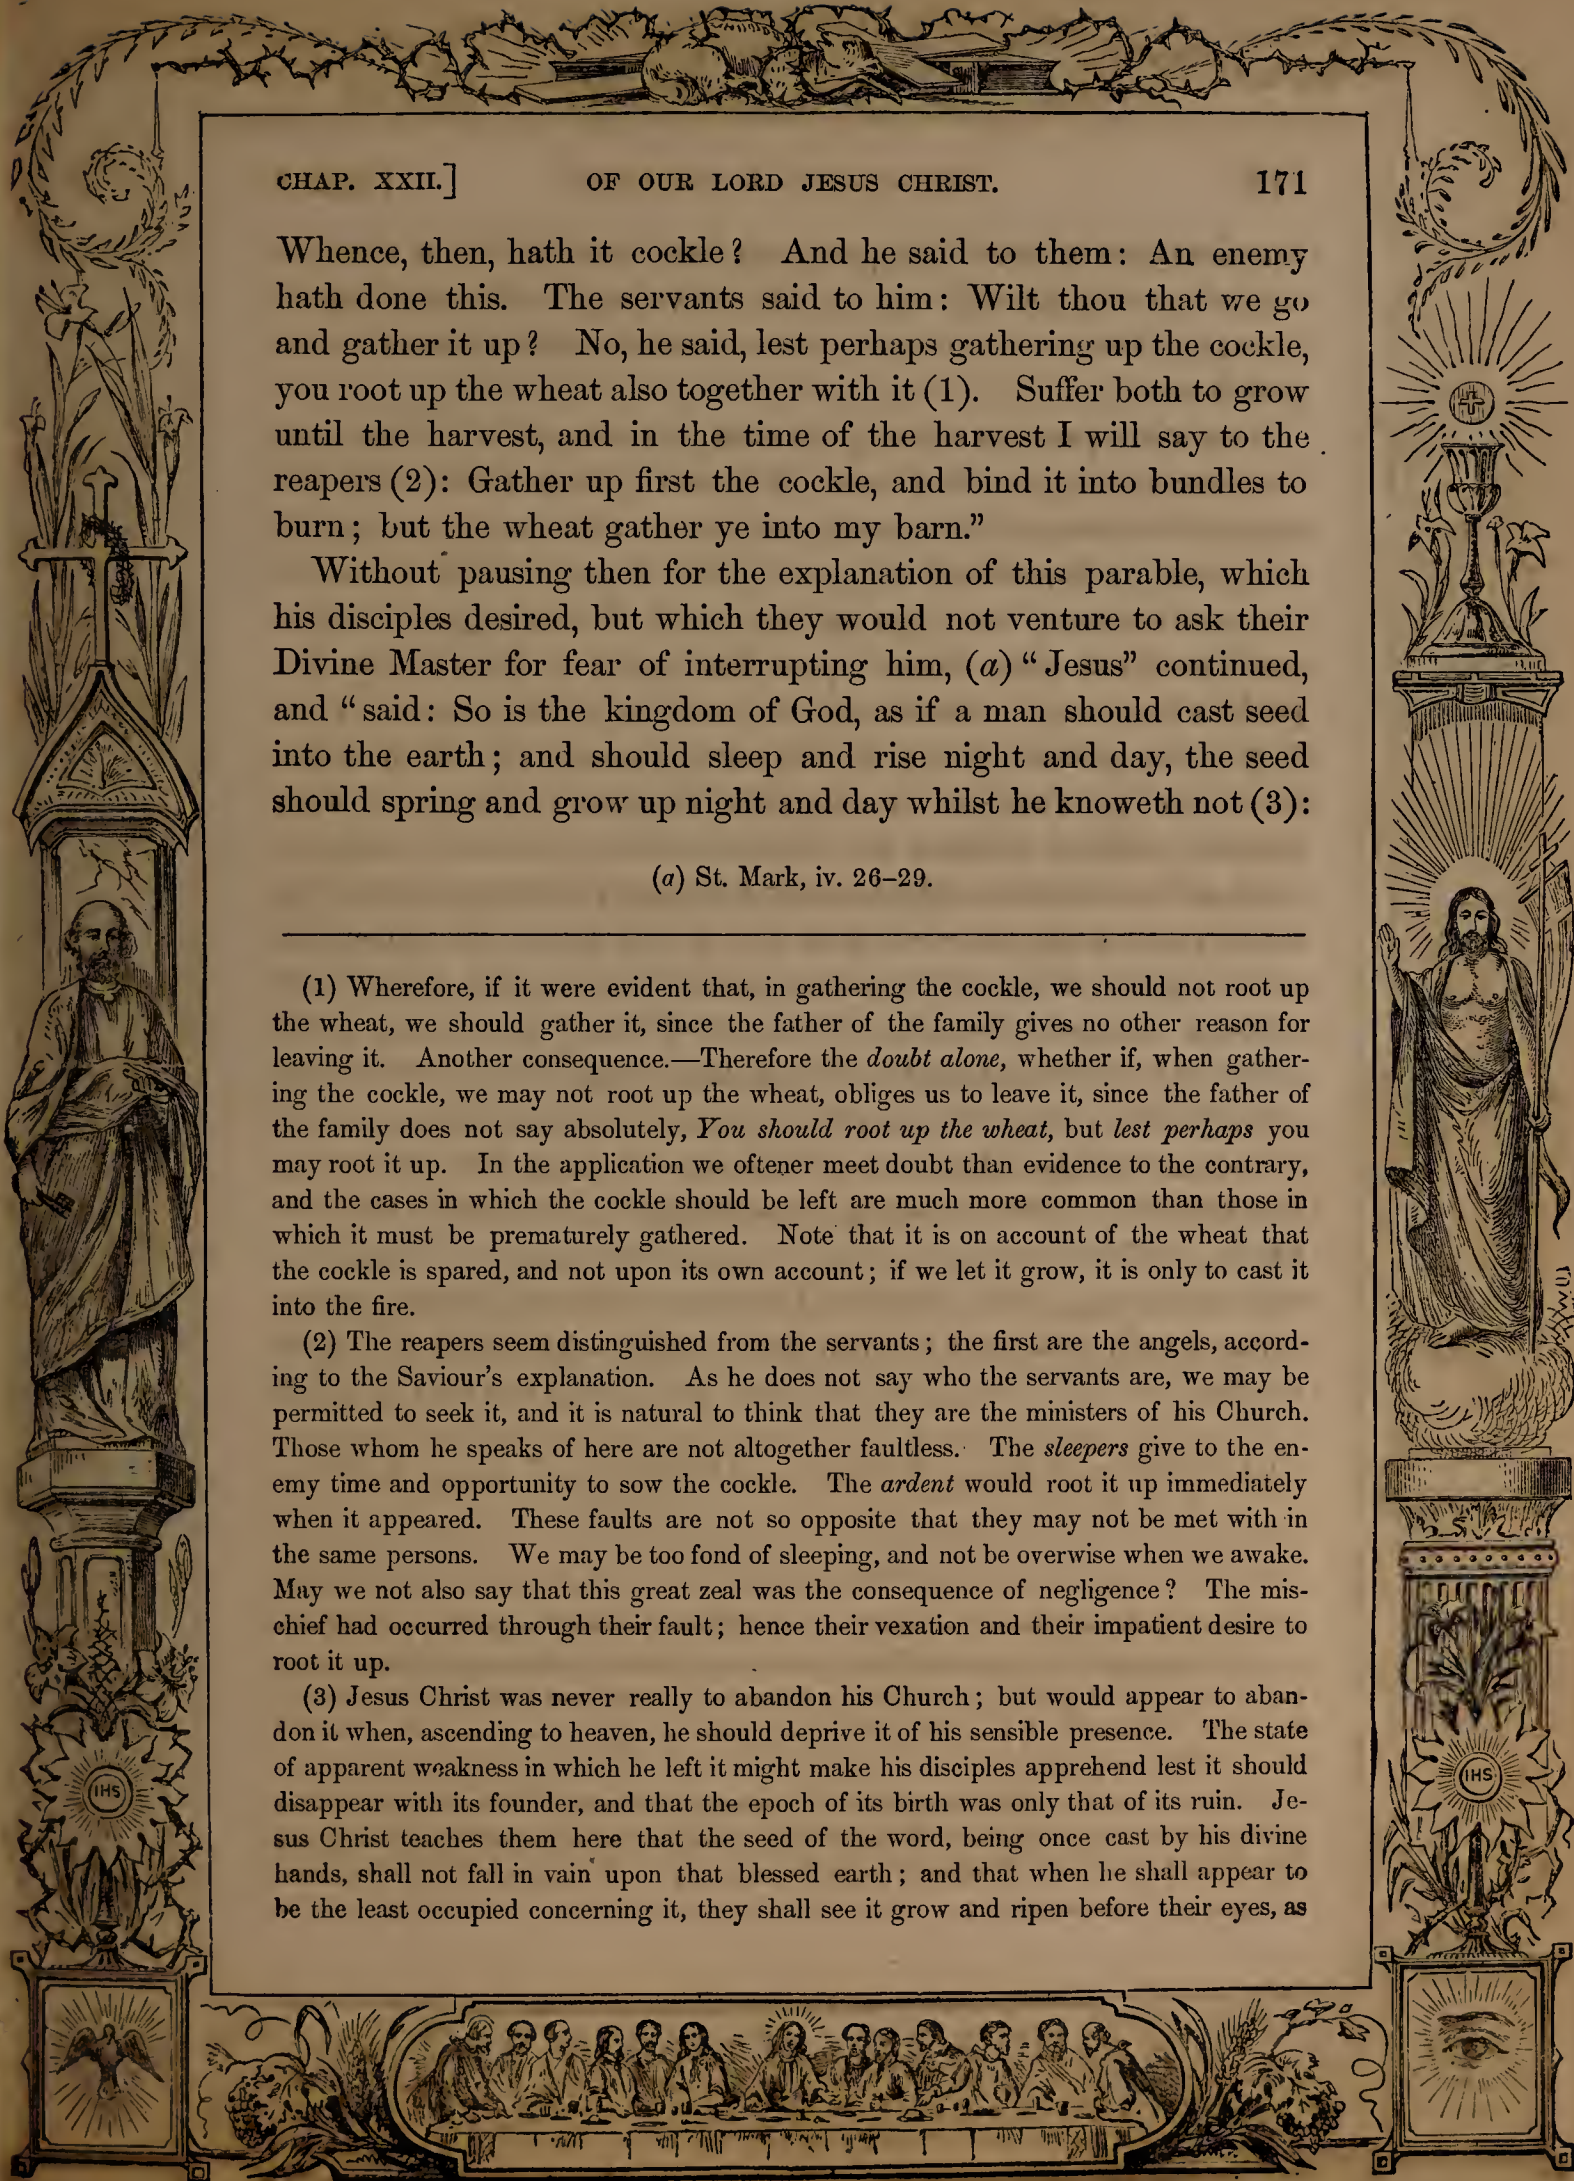 CHAP. XXII.] OF OUR LORD JESUS CHRIST. 171
Whence, then, hath it cockle? And he said to them: An enemy
hath done this. The servants said to him: Wilt thou that we go
and gather it up? No, he said, lest perhaps gathering up the cockle,
you root up the wheat also together with it (1). Suffer both to grow
until the harvest, and in the time of the harvest I will say to the
reapers (2): Gather up first the cockle, and bind it into bundles to
burn; but the wheat gather ye into my barn.”
Without pausing then for the explanation of this parable, which
his disciples desired, but which they would not venture to ask their
Divine Master for fear of interrupting him, (a) “Jesus” continued,
and “said: So is the kingdom of God, as if a man should cast seed
into the earth; and should sleep and rise night and day, the seed
should spring and grow up night and day whilst he knoweth not (3):
(a) St. Mark, iv. 26–29.
(1) Wherefore, if it were evident that, in gathering the cockle, we should not root up
the wheat, we should gather it, since the father of the family gives no other reason for
leaving it. Another consequence.—Therefore the doubt alone, whether if, when gather-
ing the cockle, we may not root up the wheat, obliges us to leave it, since the father of
the family does not say absolutely, You should root up the wheat, but lest perhaps you
may root it up. In the application we oftener meet doubt than evidence to the contrary,
and the cases in which the cockle should be left are much more common than those in
which it must be prematurely gathered. Note that it is on account of the wheat that
the cockle is spared, and not upon its own account; if we let it grow, it is only to cast it
into the fire.
(2) The reapers seem distinguished from the servants; the first are the angels, accord-
ing to the Saviour’s explanation. As he does not say who the servants are, we may be
permitted to seek it, and it is natural to think that they are the ministers of his Church.
Those whom he speaks of here are not altogether faultless. The sleepers give to the en-
emy time and opportunity to sow the cockle. The ardent would root it up immediately
when it appeared. These faults are not so opposite that they may not be met with in
the same persons. We may be too fond of sleeping, and not be overwise when we awake.
May we not also say that this great zeal was the consequence of negligence? The mis-
chief had occurred through their fault; hence their vexation and their impatient desire to
root it up.
(3) Jesus Christ was never really to abandon his Church; but would appear to aban-
don it when, ascending to heaven, he should deprive it of his sensible presence. The state
of apparent weakness in which he left it might make his disciples apprehend lest it should
disappear with its founder, and that the epoch of its birth was only that of its ruin. Je-
sus Christ teaches them here that the seed of the word, being once cast by his divine
hands, shall not fall in vain upon that blessed earth; and that when he shall appear to
be the least occupied concerning it, they shall see it grow and ripen before their eyes, as
IHS
IHS